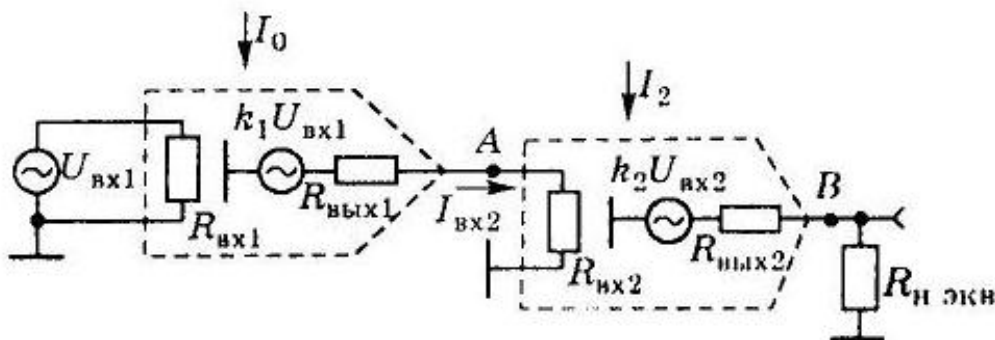 I₀
k₁Uвх1
Uвх1
Rвх1
Rвых1
A
Iвх2
I₂
k₂Uвх2
Rвх2
Rвых2
B
Rн экв